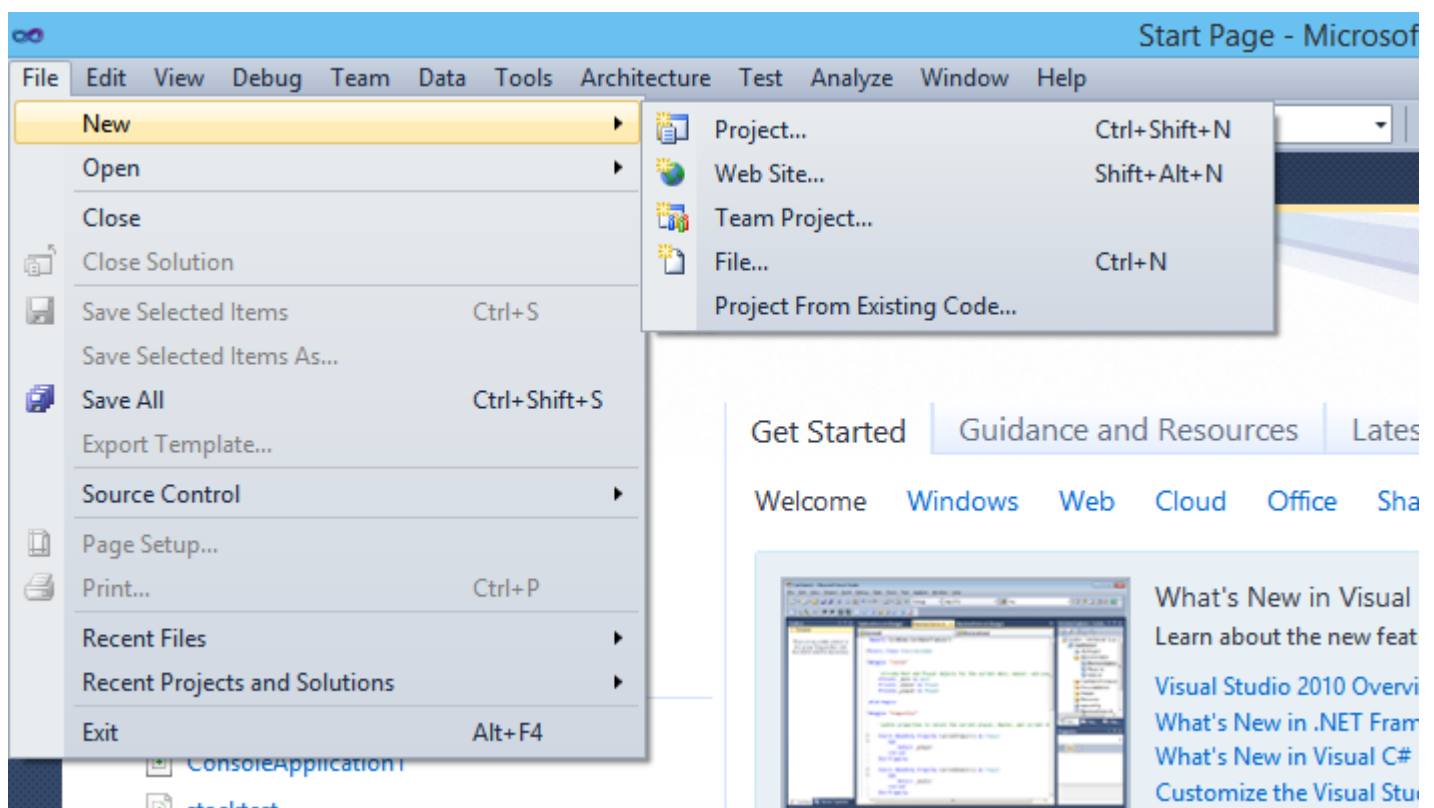 Start Page - Microsof
File Edit View Debug Team Data Tools Architecture Test Analyze Window Help
New
Open
Close
Close Solution
Save Selected Items Ctrl+S
Save Selected Items As...
Save All Ctrl+Shift+S
Export Template...
Source Control
Page Setup...
Print... Ctrl+P
Recent Files
Recent Projects and Solutions
Exit Alt+F4
Project... Ctrl+Shift+N
Web Site... Shift+Alt+N
Team Project...
File... Ctrl+N
Project From Existing Code...
Get Started Guidance and Resources Lates
Welcome Windows Web Cloud Office Sha
What's New in Visual
Learn about the new feat
Visual Studio 2010 Overvi
What's New in .NET Fram
What's New in Visual C#
Customize the Visual Stu
ConsoleApplication1